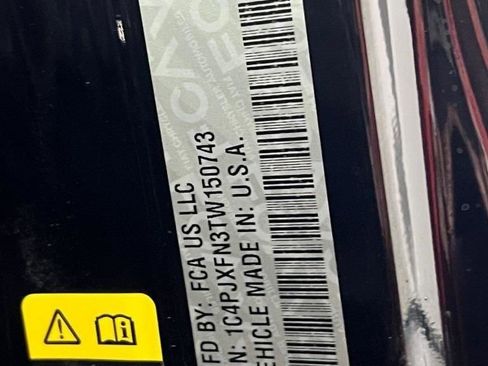 FD BY: FCA US LLC
N: 1C4PJXFN3TW150743
EHICLE MADE IN: U.S.A.